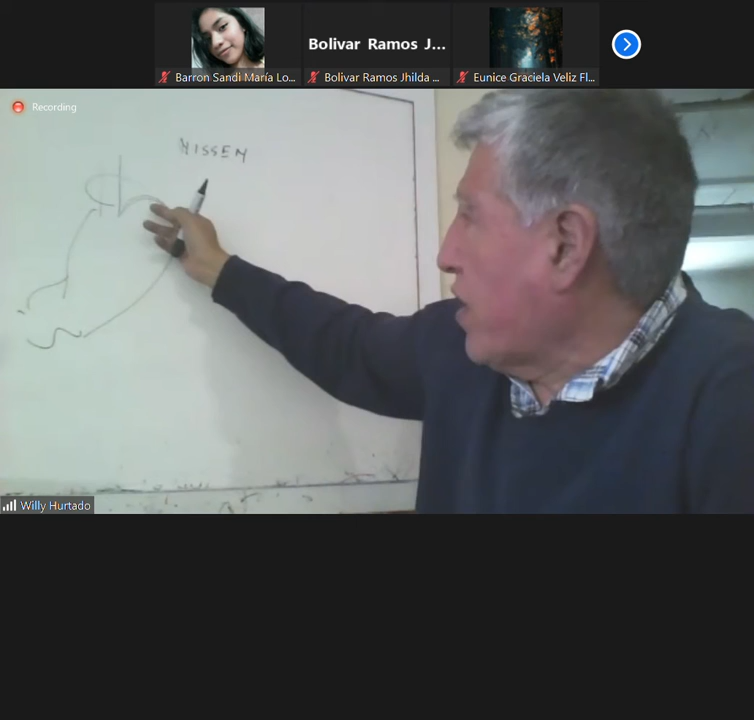 Bolivar Ramos J...
Barron Sandi María Lo...
Bolivar Ramos Jhilda ...
Eunice Graciela Veliz Fl...
Recording
NISSEN
Willy Hurtado